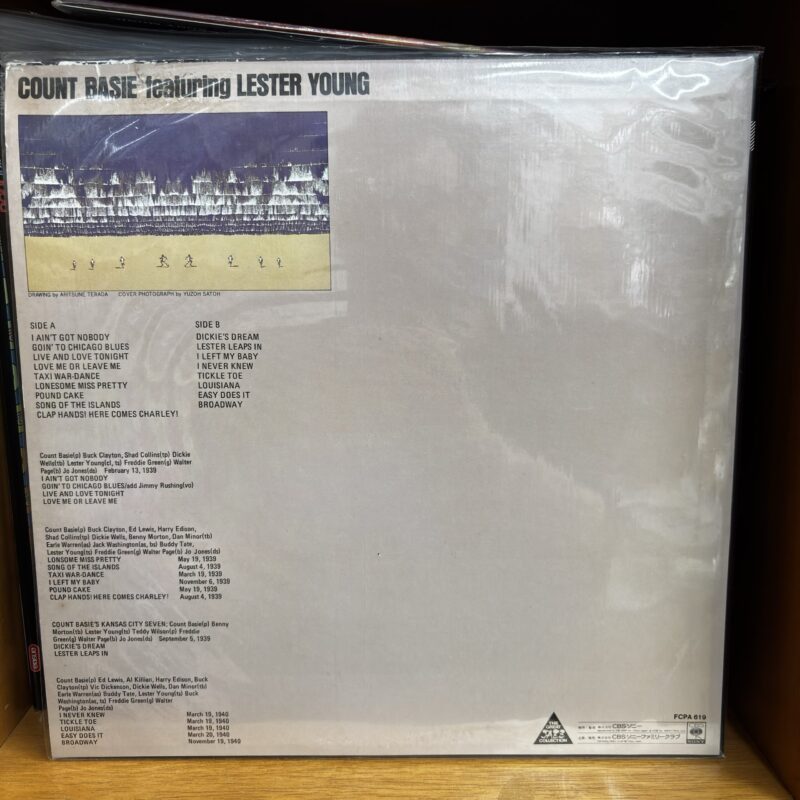 COUNT BASIE featuring LESTER YOUNG
DRAWING by ARITSUNE TERADA COVER PHOTOGRAPH by YUZOH SATOH
SIDE A
I AIN'T GOT NOBODY
GOIN' TO CHICAGO BLUES
LIVE AND LOVE TONIGHT
LOVE ME OR LEAVE ME
TAXI WAR-DANCE
LONESOME MISS PRETTY
POUND CAKE
SONG OF THE ISLANDS
CLAP HANDS! HERE COMES CHARLEY!
SIDE B
DICKIE'S DREAM
LESTER LEAPS IN
I LEFT MY BABY
I NEVER KNEW
TICKLE TOE
LOUISIANA
EASY DOES IT
BROADWAY
Count Basie(p) Buck Clayton, Shad Collins(tp) Dickie
Wells(tb) Lester Young(cl, ts) Freddie Green(g) Walter
Page(b) Jo Jones(ds) February 13, 1939
I AIN'T GOT NOBODY
GOIN' TO CHICAGO BLUES/add Jimmy Rushing(vo)
LIVE AND LOVE TONIGHT
LOVE ME OR LEAVE ME
Count Basie(p) Buck Clayton, Ed Lewis, Harry Edison,
Shad Collins(tp) Dickie Wells, Benny Morton, Dan Minor(tb)
Earle Warren(as) Jack Washington(as, bs) Buddy Tate,
Lester Young(ts) Freddie Green(g) Walter Page(b) Jo Jones(ds)
LONSOME MISS PRETTY May 19, 1939
SONG OF THE ISLANDS August 4, 1939
TAXI WAR-DANCE March 19, 1939
I LEFT MY BABY November 6, 1939
POUND CAKE May 19, 1939
CLAP HANDS! HERE COMES CHARLEY! August 4, 1939
COUNT BASIE'S KANSAS CITY SEVEN; Count Basie(p) Benny
Morton(tb) Lester Young(ts) Teddy Wilson(p) Freddie
Green(g) Walter Page(b) Jo Jones(ds) September 5, 1939
DICKIE'S DREAM
LESTER LEAPS IN
Count Basie(p) Ed Lewis, Al Killian, Harry Edison, Buck
Clayton(tp) Vic Dickenson, Dickie Wells, Dan Minor(tb)
Earle Warren(as) Buddy Tate, Lester Young(ts) Buck
Washington(as, ts) Freddie Green(g) Walter
Page(b) Jo Jones(ds)
I NEVER KNEW March 19, 1940
TICKLE TOE March 19, 1940
LOUISIANA March 19, 1940
EASY DOES IT March 20, 1940
BROADWAY November 19, 1940
THE GREAT
JAZZ
COLLECTION
FCPA 619
CBSソニー
CBSソニーファミリークラブ
SONY